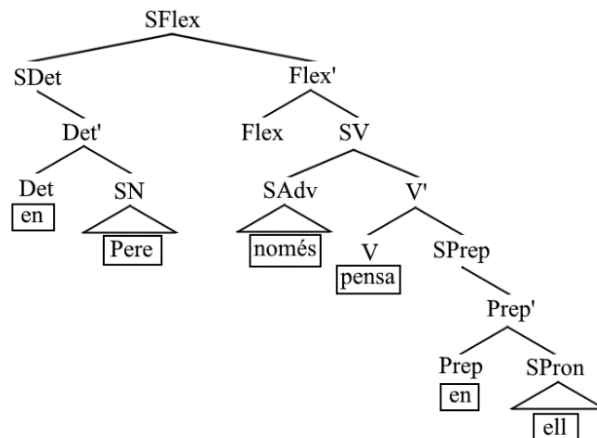 SFlex
SDet Flex'
Det' Flex SV
Det SN SAdv V'
en Pere només V SPrep
pensa
Prep'
Prep SPron
en ell